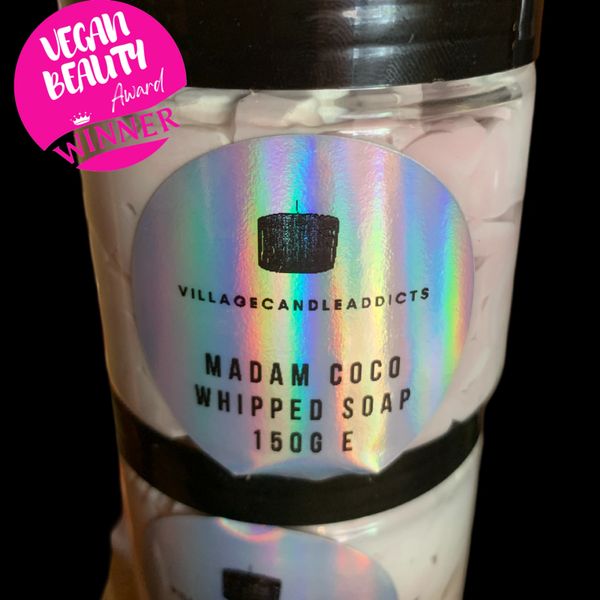 VEGAN
BEAUTY
Award
WINNER
VILLAGECANDLEADDICTS
MADAM COCO
WHIPPED SOAP
150G E